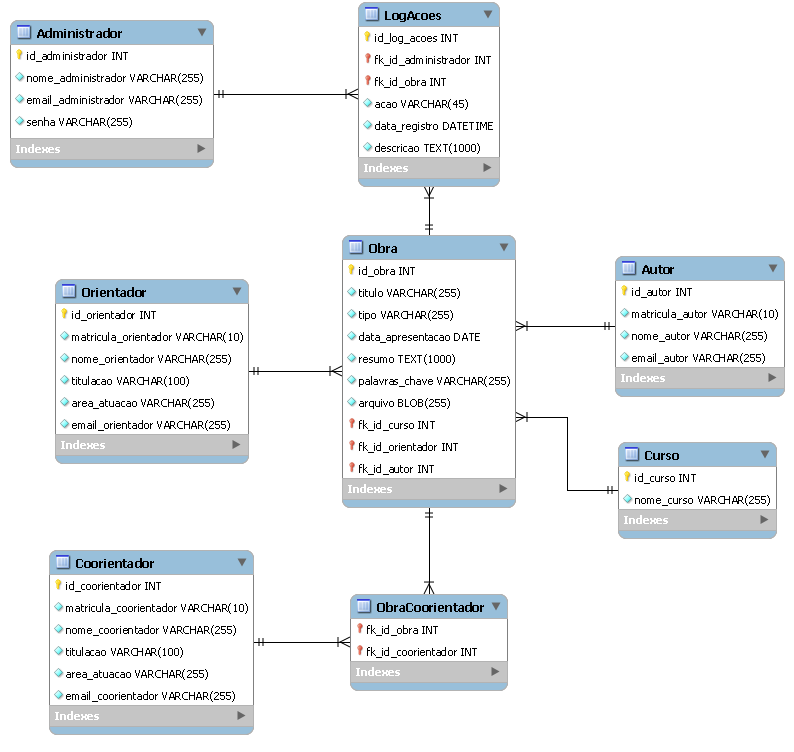 Administrador
id_administrador INT
nome_administrador VARCHAR(255)
email_administrador VARCHAR(255)
senha VARCHAR(255)
Indexes
LogAcoes
id_log_acoes INT
fk_id_administrador INT
fk_id_obra INT
acao VARCHAR(45)
data_registro DATETIME
descricao TEXT(1000)
Indexes
Orientador
id_orientador INT
matricula_orientador VARCHAR(10)
nome_orientador VARCHAR(255)
titulacao VARCHAR(100)
area_atuacao VARCHAR(255)
email_orientador VARCHAR(255)
Indexes
Obra
id_obra INT
titulo VARCHAR(255)
tipo VARCHAR(255)
data_apresentacao DATE
resumo TEXT(1000)
palavras_chave VARCHAR(255)
arquivo BLOB(255)
fk_id_curso INT
fk_id_orientador INT
fk_id_autor INT
Indexes
Autor
id_autor INT
matricula_autor VARCHAR(10)
nome_autor VARCHAR(255)
email_autor VARCHAR(255)
Indexes
Curso
id_curso INT
nome_curso VARCHAR(255)
Indexes
Coorientador
id_coorientador INT
matricula_coorientador VARCHAR(10)
nome_coorientador VARCHAR(255)
titulacao VARCHAR(100)
area_atuacao VARCHAR(255)
email_coorientador VARCHAR(255)
Indexes
ObraCoorientador
fk_id_obra INT
fk_id_coorientador INT
Indexes